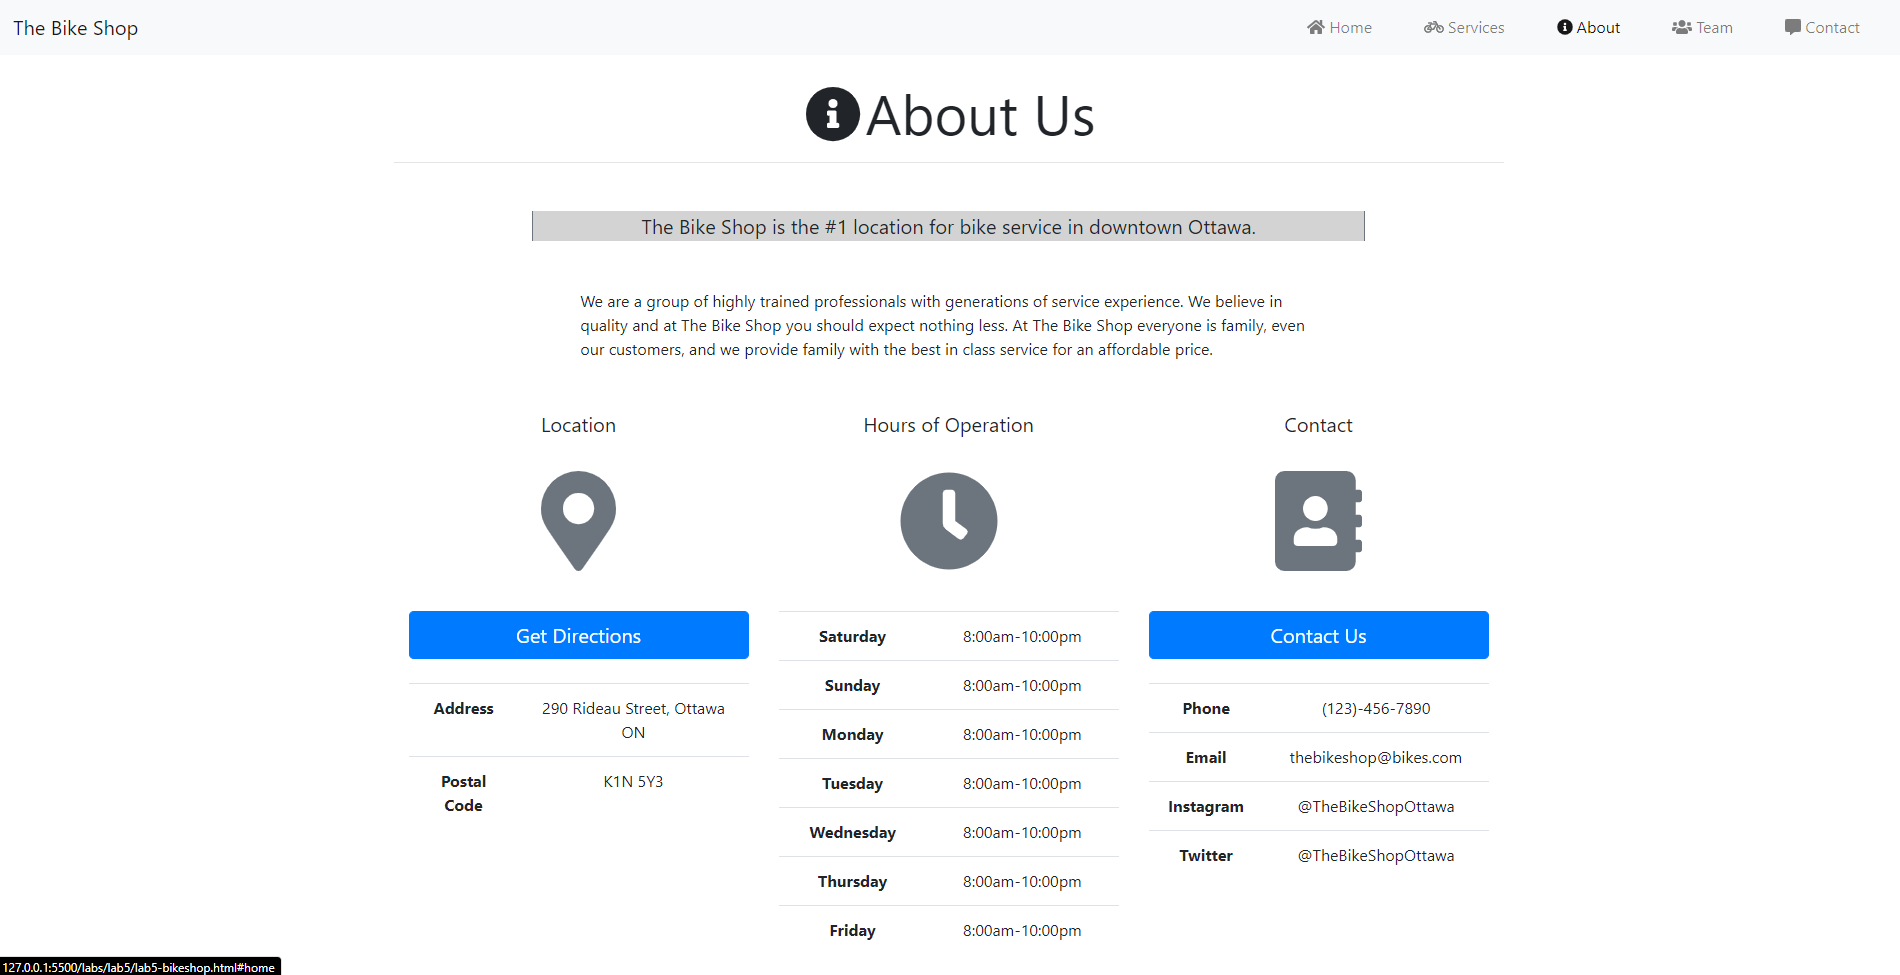 The Bike Shop
Home
Services
About
Team
Contact
About Us
The Bike Shop is the #1 location for bike service in downtown Ottawa.
We are a group of highly trained professionals with generations of service experience. We believe in
quality and at The Bike Shop you should expect nothing less. At The Bike Shop everyone is family, even
our customers, and we provide family with the best in class service for an affordable price.
Location
Get Directions
Address 290 Rideau Street, Ottawa
ON
Postal K1N 5Y3
Code
Hours of Operation
Saturday 8:00am-10:00pm
Sunday 8:00am-10:00pm
Monday 8:00am-10:00pm
Tuesday 8:00am-10:00pm
Wednesday 8:00am-10:00pm
Thursday 8:00am-10:00pm
Friday 8:00am-10:00pm
Contact
Contact Us
Phone (123)-456-7890
Email thebikeshop@bikes.com
Instagram @TheBikeShopOttawa
Twitter @TheBikeShopOttawa
127.0.0.1:5500/labs/lab5/lab5-bikeshop.html#home